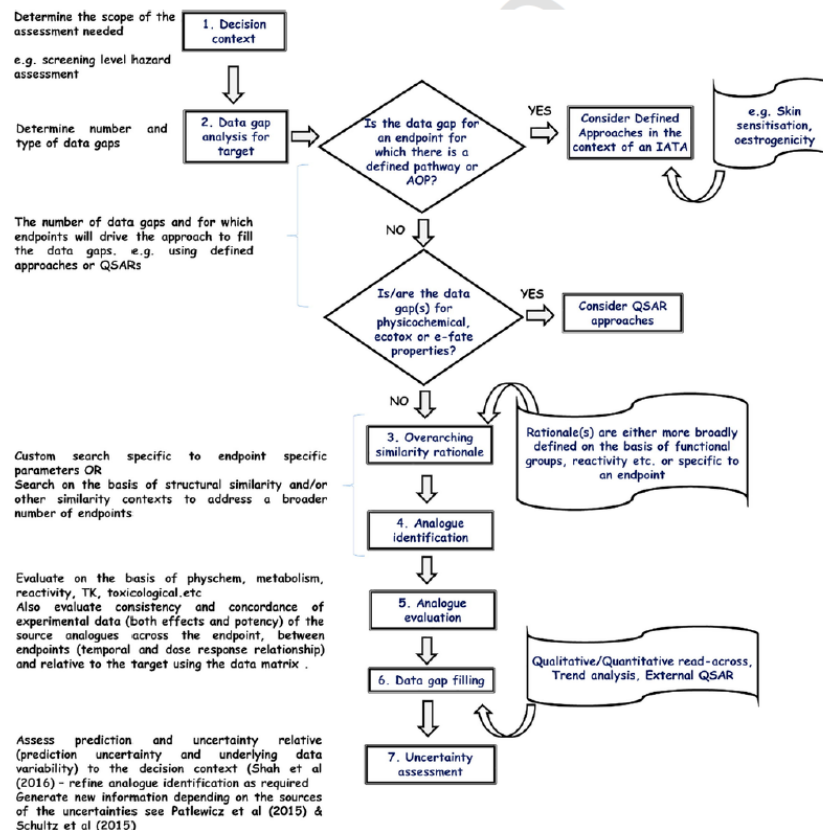 Determine the scope of the
assessment needed
e.g. screening level hazard
assessment
1. Decision
context
Determine number and
type of data gaps
2. Data gap
analysis for
target
Is the data gap for
an endpoint for
which there is a
defined pathway or
AOP?
YES
Consider Defined
Approaches in the
context of an IATA
e.g. Skin
sensitisation,
oestrogenicity
The number of data gaps and for which
endpoints will drive the approach to fill
the data gaps. e.g. using defined
approaches or QSARs
NO
Is/are the data
gap(s) for
physicochemical,
ecotox or e-fate
properties?
YES
Consider QSAR
approaches
NO
3. Overarching
similarity rationale
Rationale(s) are either more broadly
defined on the basis of functional
groups, reactivity etc. or specific to
an endpoint
Custom search specific to endpoint specific
parameters OR
Search on the basis of structural similarity and/or
other similarity contexts to address a broader
number of endpoints
4. Analogue
identification
Evaluate on the basis of physchem, metabolism,
reactivity, TK, toxicological.etc
Also evaluate consistency and concordance of
experimental data (both effects and potency) of the
source analogues across the endpoint, between
endpoints (temporal and dose response relationship)
and relative to the target using the data matrix .
5. Analogue
evaluation
6. Data gap filling
Qualitative/Quantitative read-across,
Trend analysis, External QSAR
Assess prediction and uncertainty relative
(prediction uncertainty and underlying data
variability) to the decision context (Shah et al
(2016) – refine analogue identification as required
Generate new information depending on the sources
of the uncertainties see Patlewicz et al (2015) &
Schultz et al (2015)
7. Uncertainty
assessment